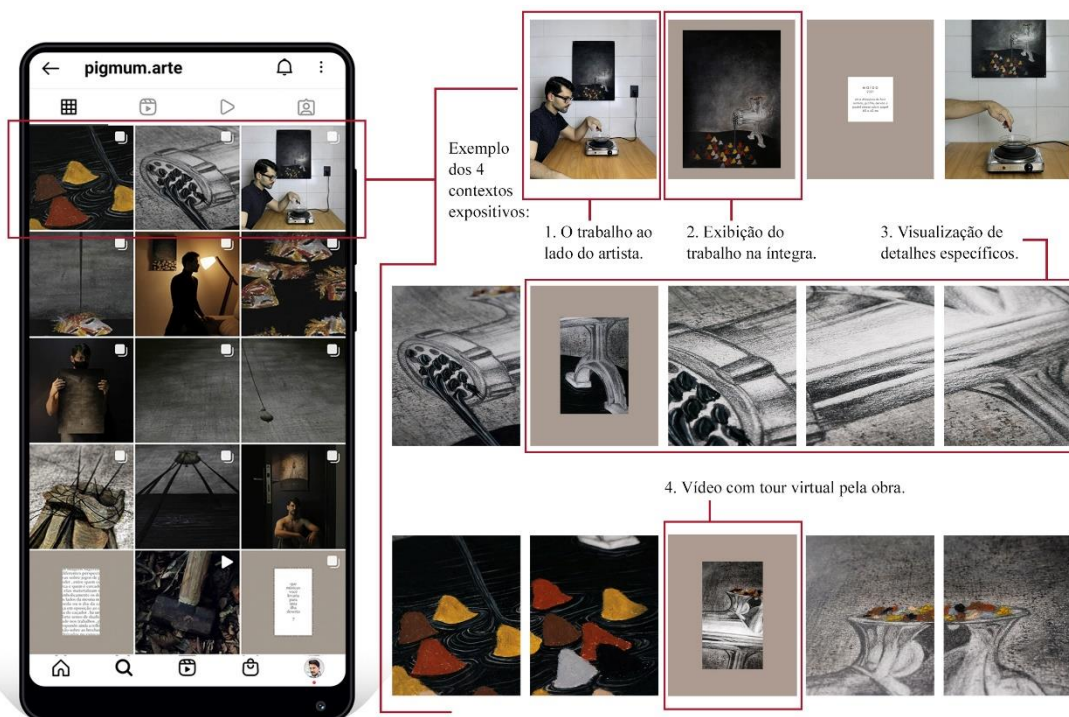 pigmum.arte
Exemplo
dos 4
contextos
expositivos:
1. O trabalho ao
lado do artista.
2. Exibição do
trabalho na íntegra.
3. Visualização de
detalhes específicos.
4. Vídeo com tour virtual pela obra.